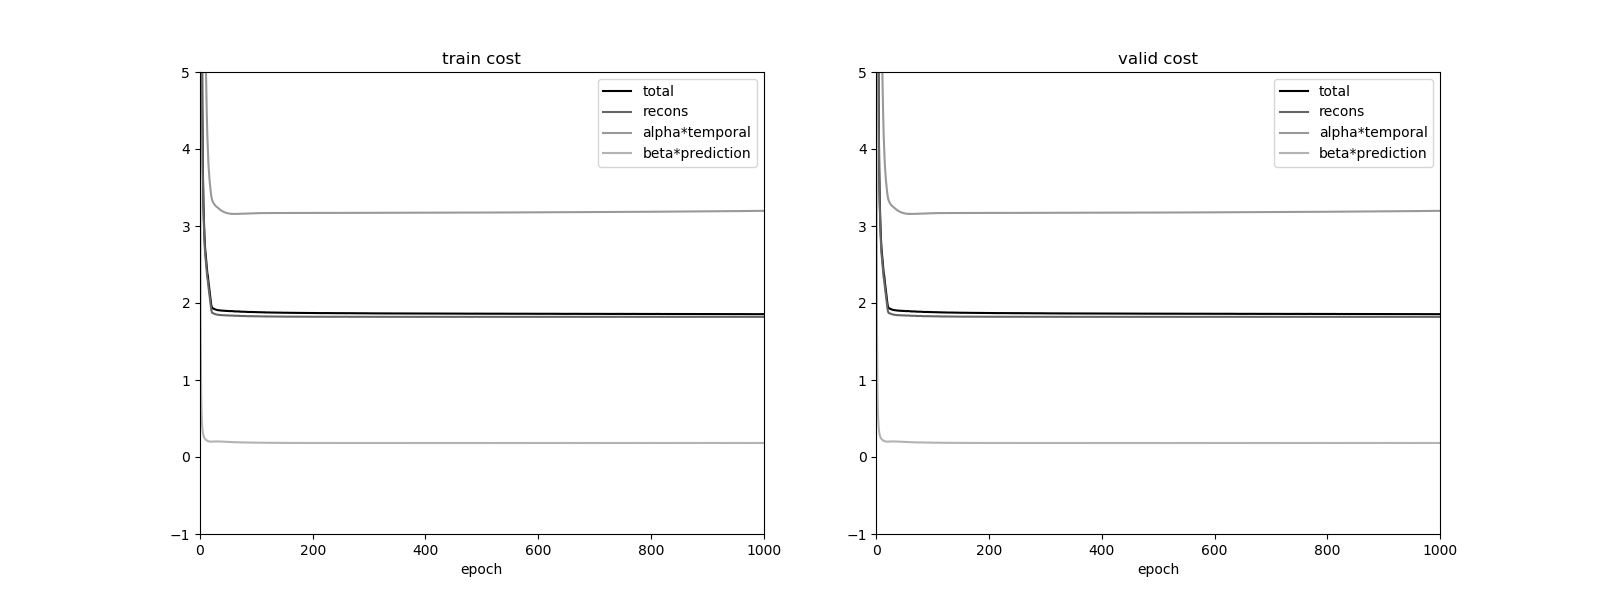 train cost
5
4
3
2
1
0
−1
0 200 400 600 800 1000
epoch
total
recons
alpha*temporal
beta*prediction
valid cost
5
4
3
2
1
0
−1
0 200 400 600 800 1000
epoch
total
recons
alpha*temporal
beta*prediction